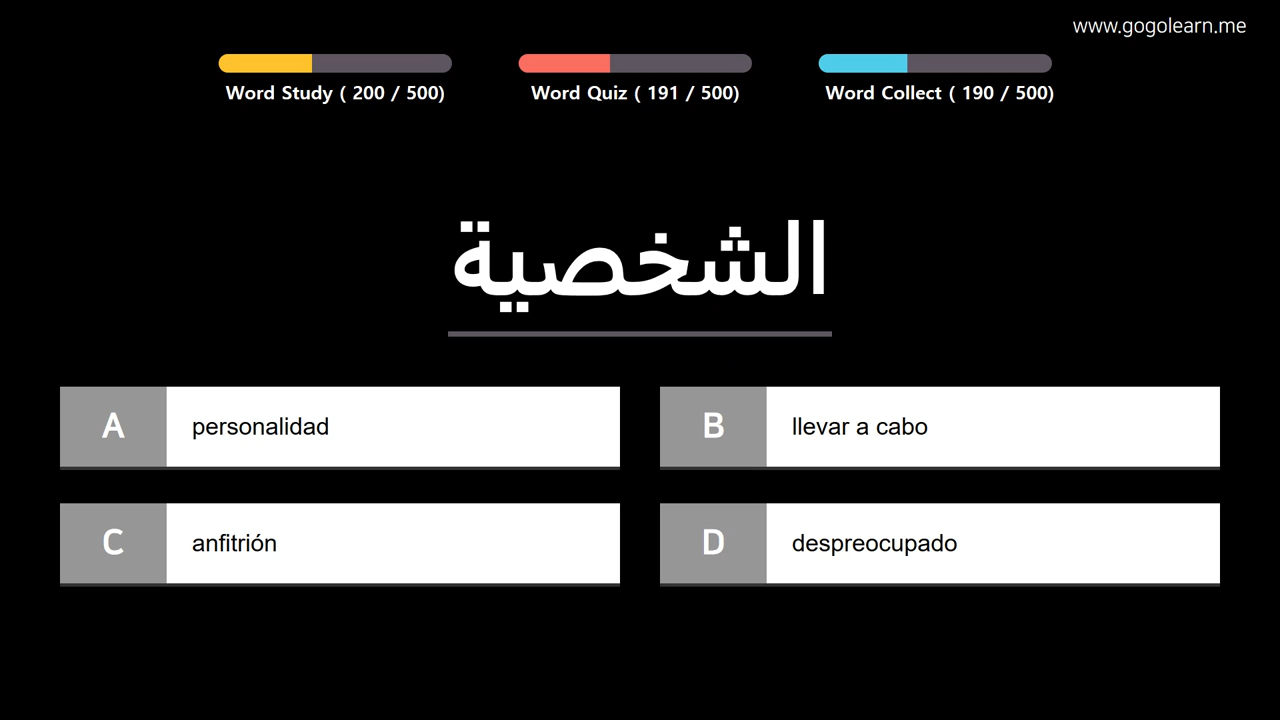 www.gogolearn.me
Word Study ( 200 / 500)
Word Quiz ( 191 / 500)
Word Collect ( 190 / 500)
الشخصية
A personalidad
B llevar a cabo
C anfitrión
D despreocupado